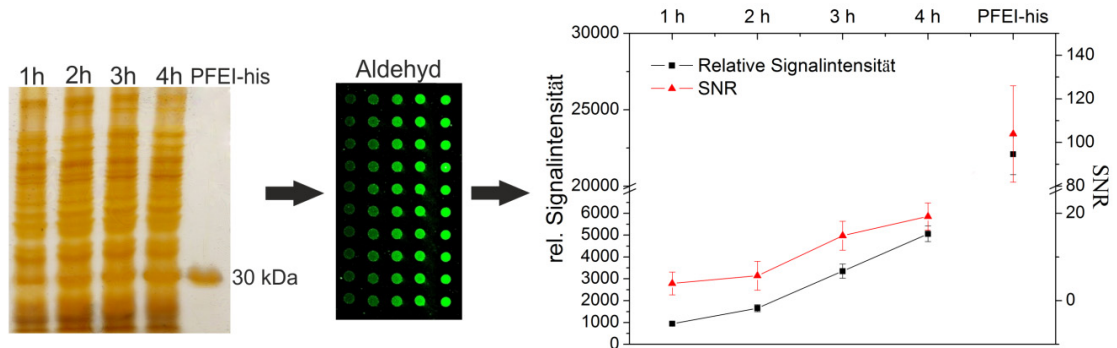 1h 2h 3h 4h PFEI-his
30 kDa
Aldehyd
1 h 2 h 3 h 4 h PFEI-his
Relative Signalintensität
SNR
rel. Signalintensität
30000
25000
20000
6000
5000
4000
3000
2000
1000
0
150
120
100
80
20
0
SNR